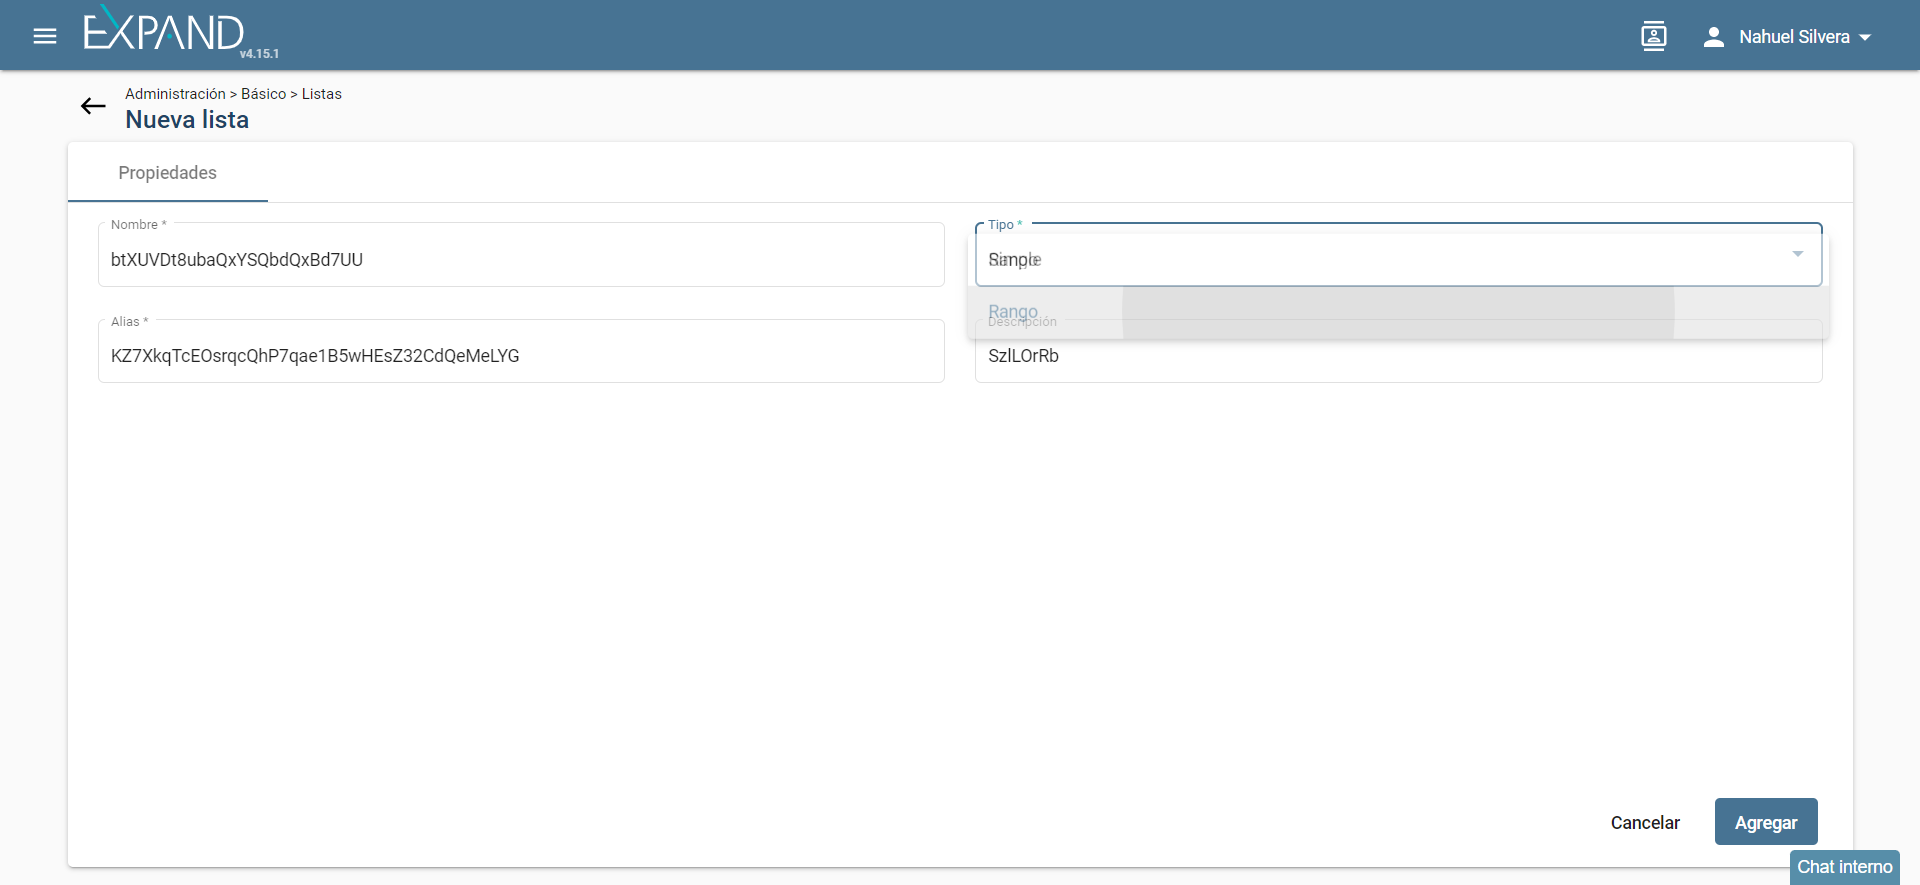 EXPAND
v4.15.1
Nahuel Silvera
Administración > Básico > Listas
Nueva lista
Propiedades
Nombre *
btXUVDt8ubaQxYSQbdQxBd7UU
Tipo *
Rango
Alias *
KZ7XkqTcEOsrqcQhP7qae1B5wHEsZ32CdQeMeLYG
Descripción
SzlLOrRb
Cancelar
Agregar
Chat interno